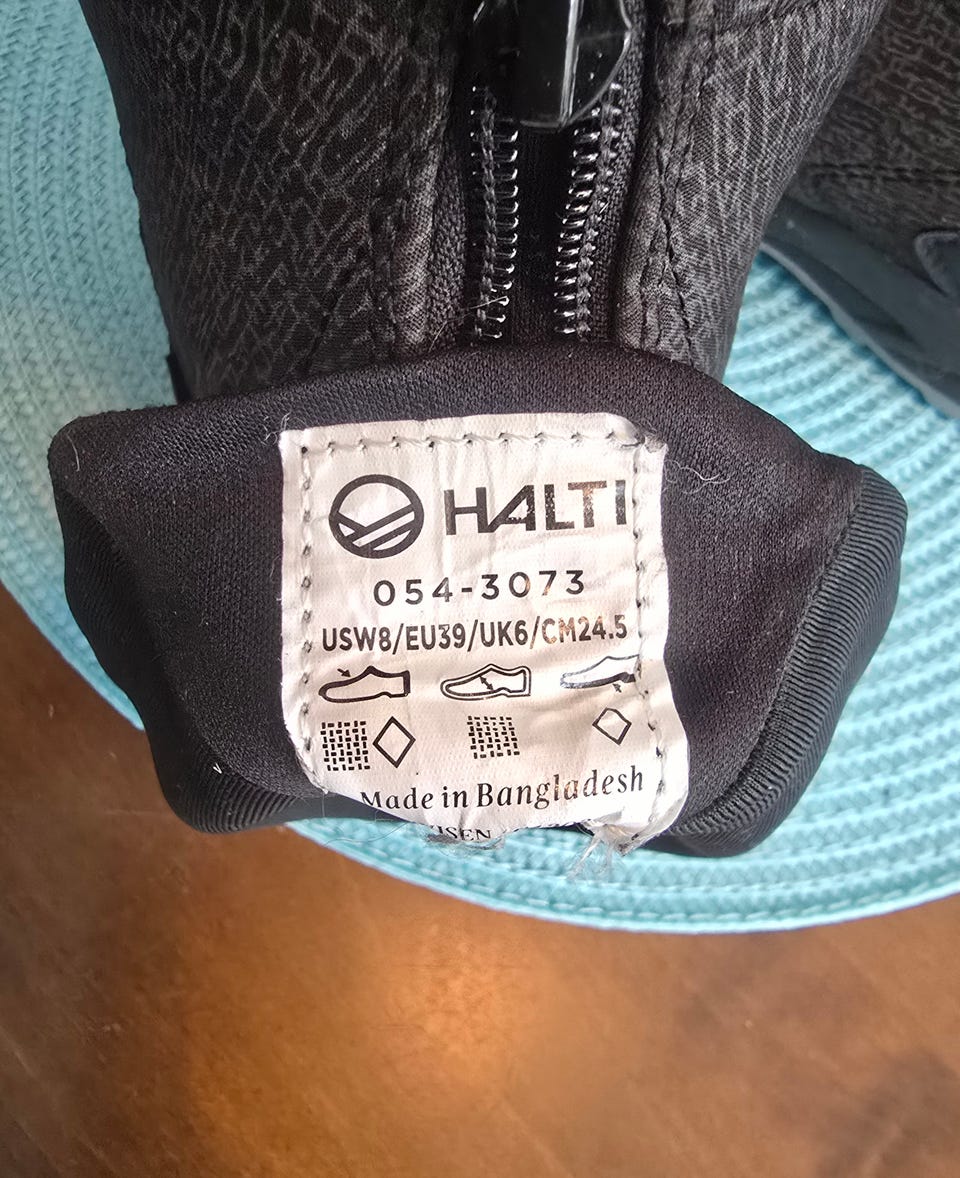 HALTI
054-3073
USW8/EU39/UK6/CM24.5
Made in Bangladesh